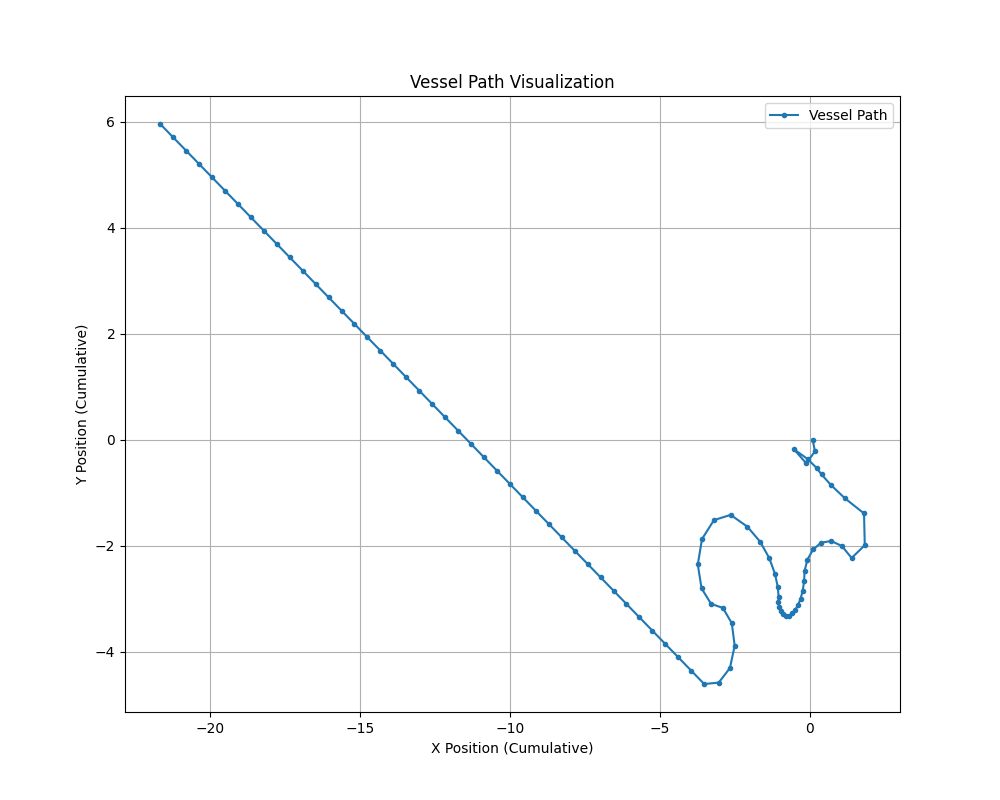 Vessel Path Visualization
Vessel Path
Y Position (Cumulative)
6
4
2
0
−2
−4
−20
−15
−10
−5
0
X Position (Cumulative)